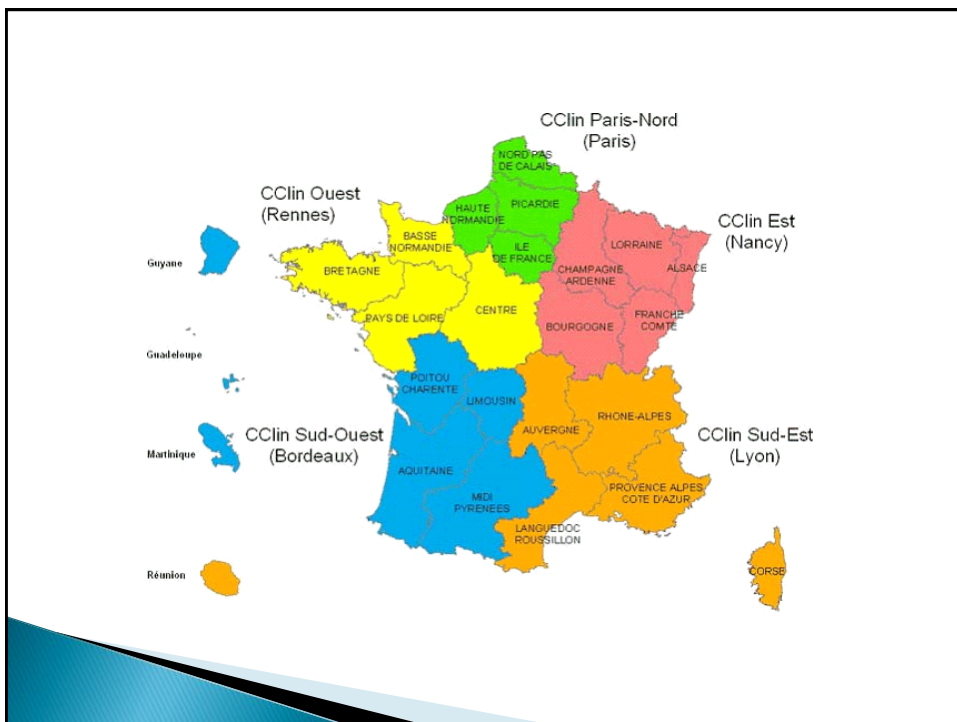 CClin Paris-Nord
(Paris)
NORD PAS
DE CALAIS
CClin Ouest
(Rennes)
PICARDIE
HAUTE
NORMANDIE
CClin Est
(Nancy)
BASSE
NORMANDIE
ILE
DE FRANCE
LORRAINE
ALSACE
Guyane
BRETAGNE
CHAMPAGNE
ARDENNE
PAYS DE LOIRE
CENTRE
BOURGOGNE
FRANCHE
COMTE
Guadeloupe
POITOU
CHARENTE
LIMOUSIN
RHONE-ALPES
AUVERGNE
CClin Sud-Ouest
(Bordeaux)
CClin Sud-Est
(Lyon)
Martinique
AQUITAINE
MIDI
PYRENEES
PROVENCE ALPES
COTE D'AZUR
LANGUEDOC
ROUSSILLON
Réunion
CORSE